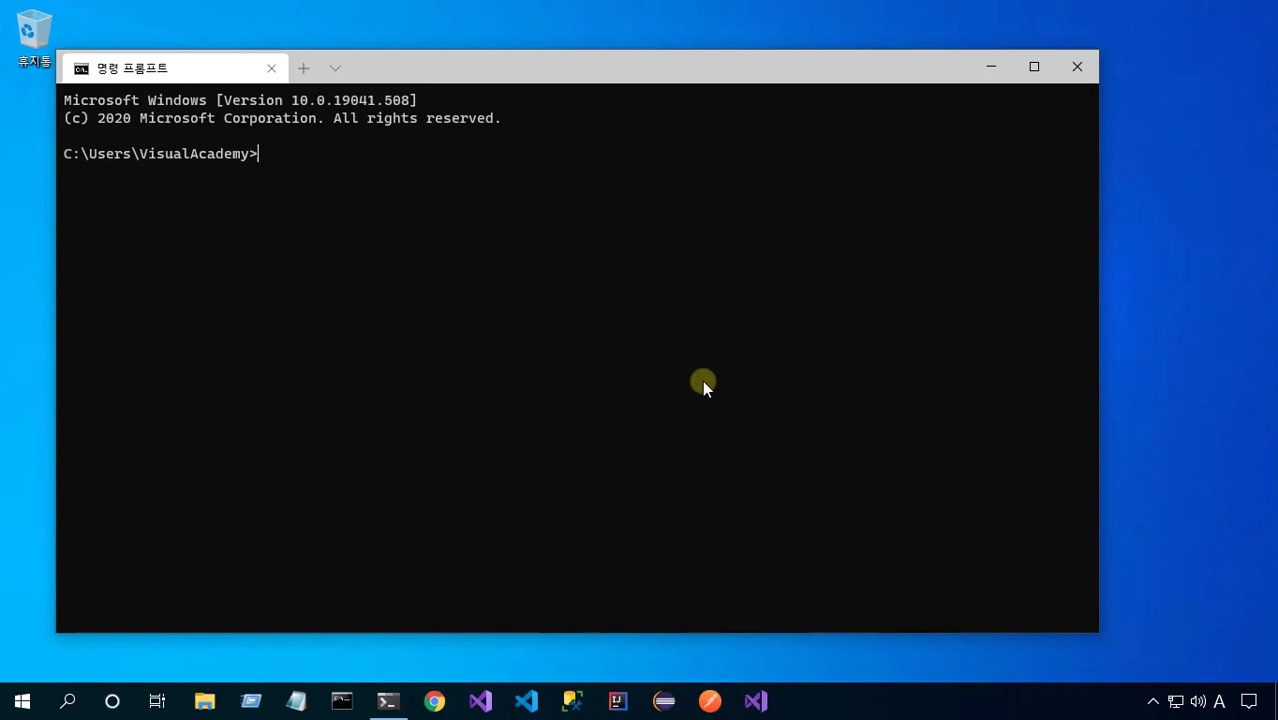 휴지통
명령 프롬프트
Microsoft Windows [Version 10.0.19041.508]
(c) 2020 Microsoft Corporation. All rights reserved.
C:\Users\VisualAcademy>
A